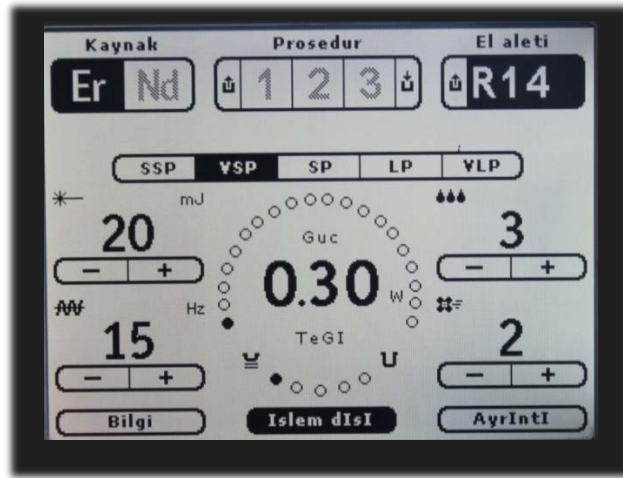 Kaynak Prosedur El aleti
Er Nd 1 2 3 R14
SSP VSP SP LP VLP
mJ
20 Guc 3
- + 0.30 W - +
Hz
15 TeGI 2
- + - +
Bilgi Islem dIsI AyrIntI